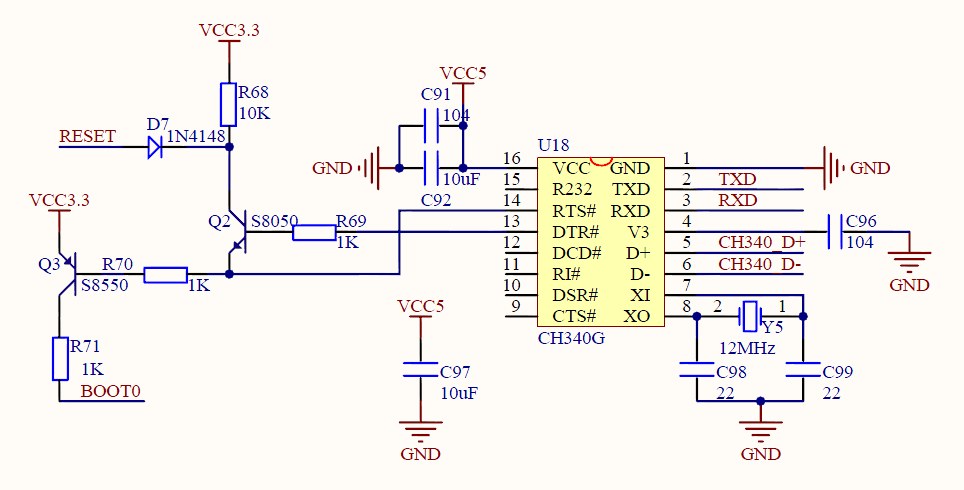 VCC3.3
VCC5
R68
10K
C91
104
D7
RESET
1N4148
U18
GND
10uF
C92
16
VCC
GND
1
GND
15
R232
TXD
2
TXD
14
RTS#
RXD
3
RXD
13
DTR#
V3
4
12
DCD#
D+
5
CH340_D+
11
RI#
D-
6
CH340_D-
10
DSR#
XI
7
9
CTS#
XO
8
CH340G
C96
104
GND
VCC3.3
Q2
S8050
R69
1K
Q3
S8550
R70
1K
VCC5
2
1
Y5
12MHz
R71
1K
BOOT0
C97
10uF
GND
C98
22
C99
22
GND